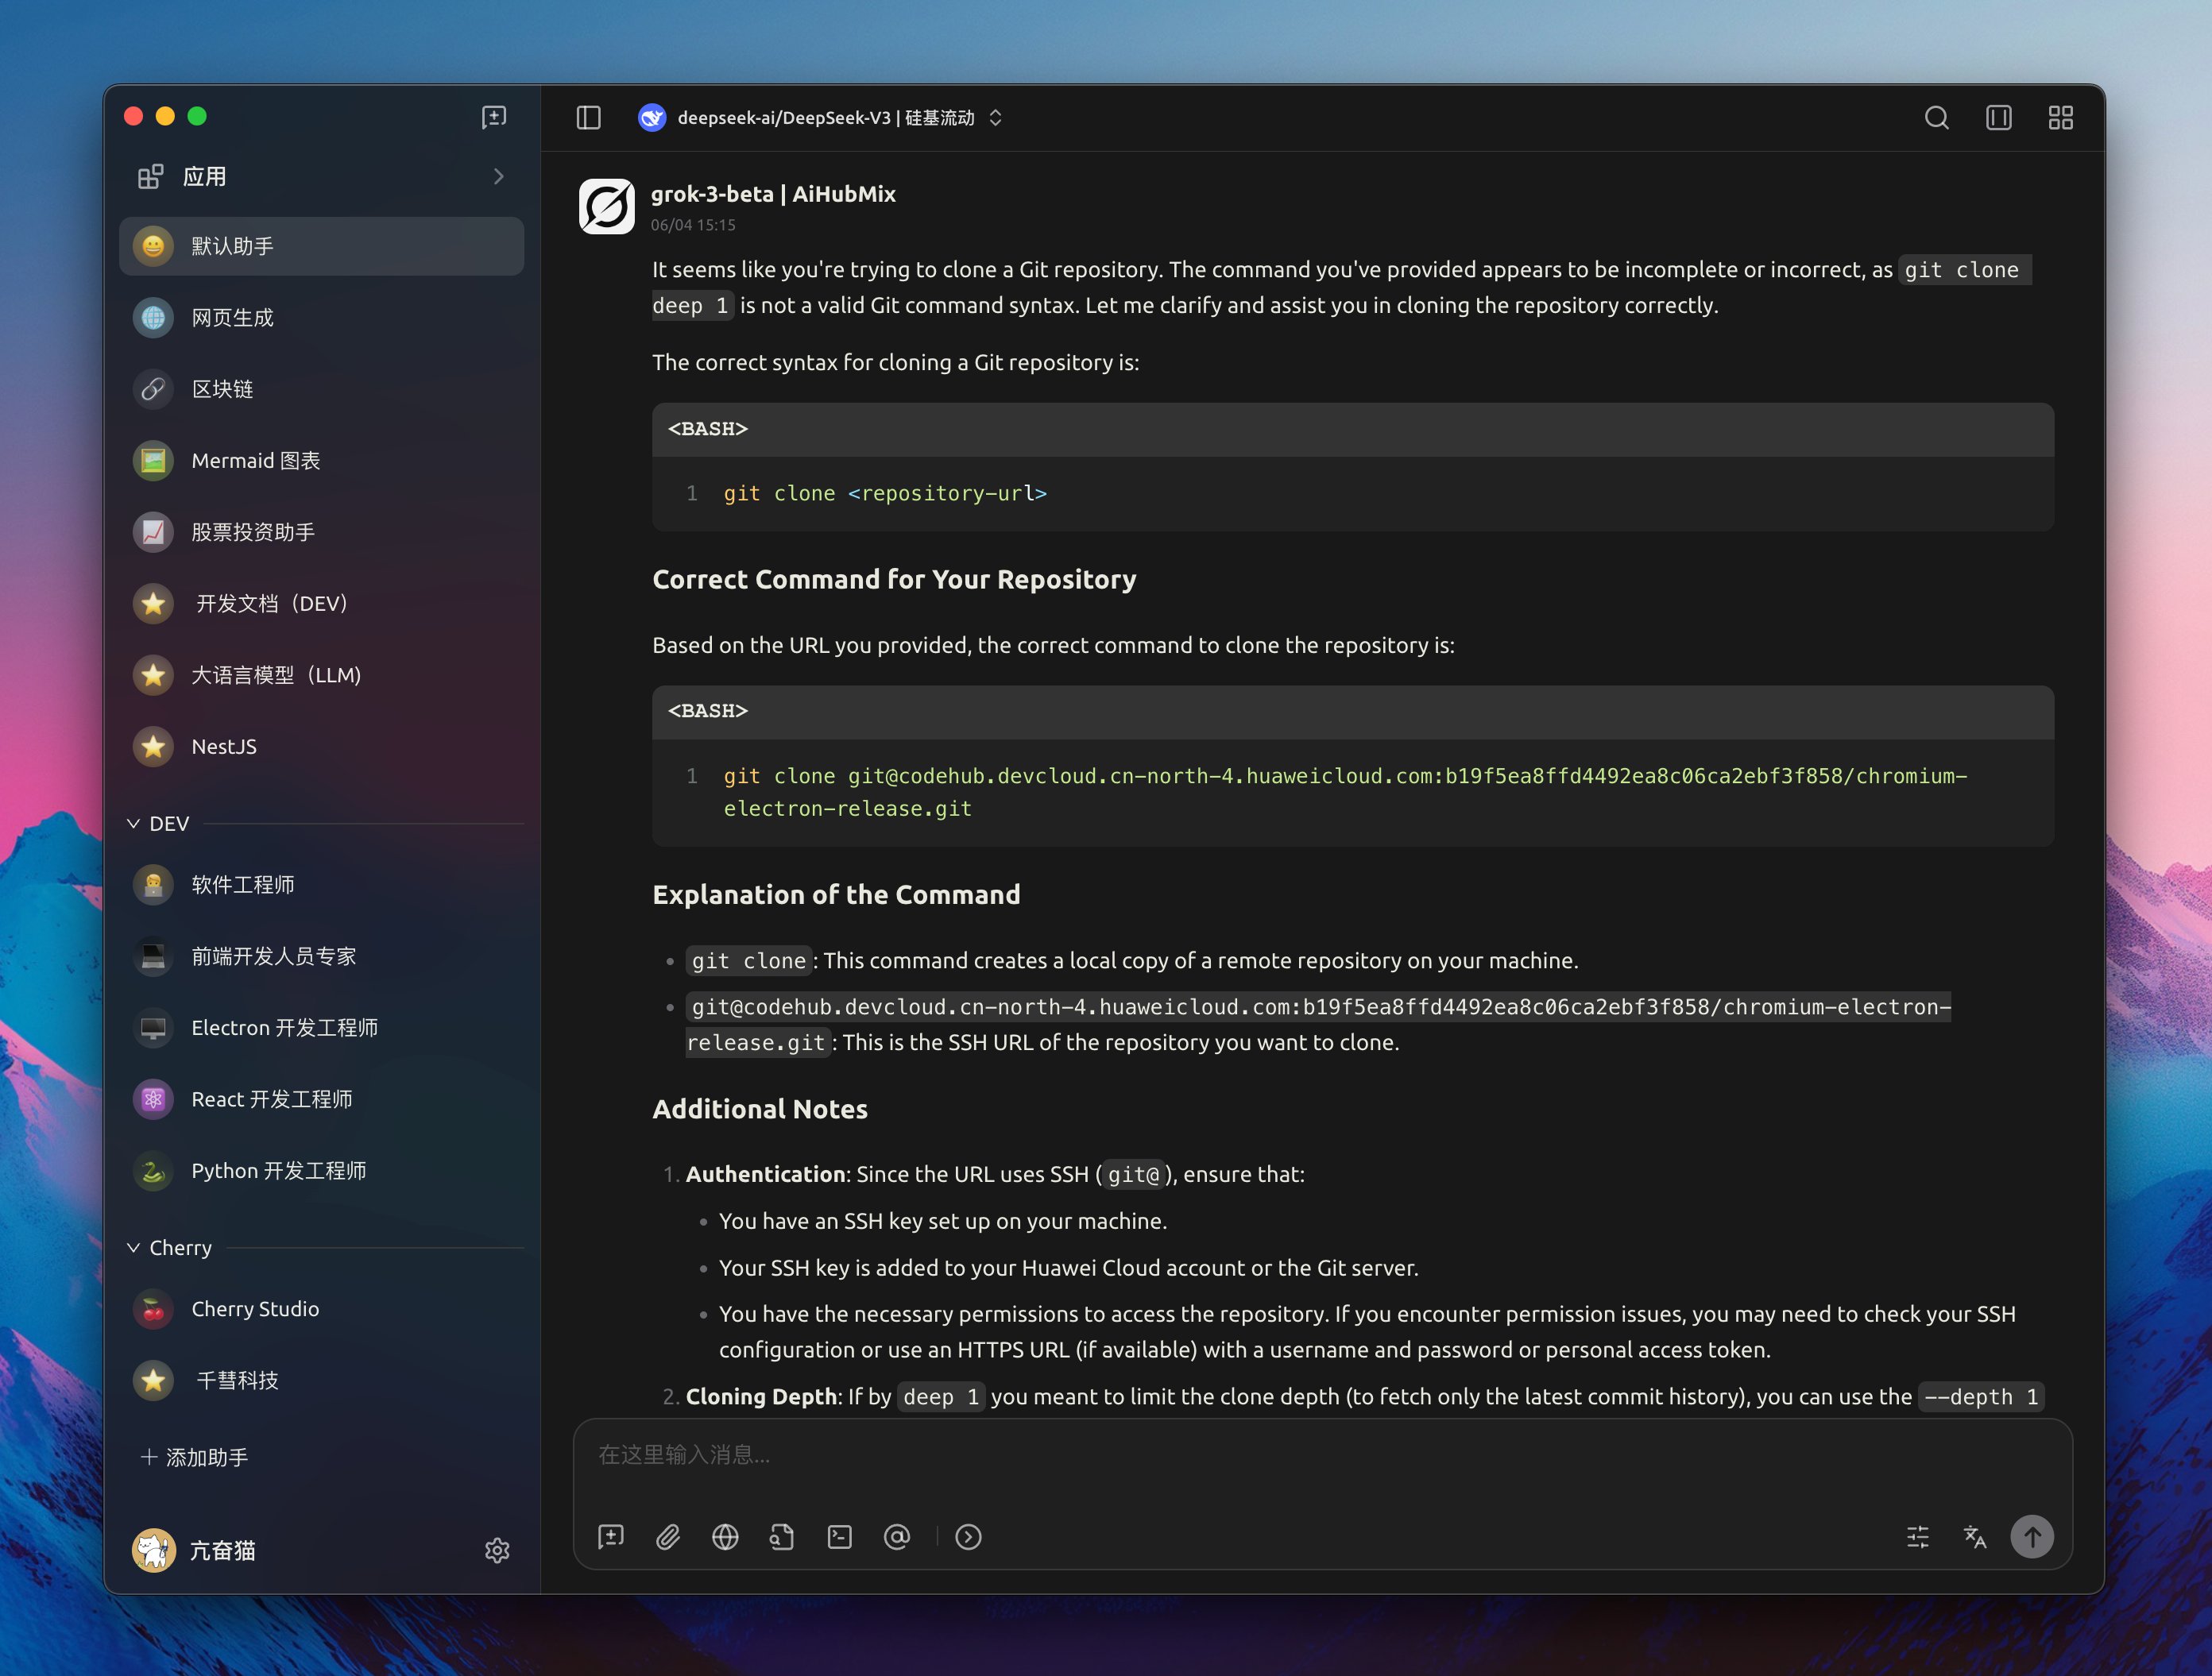 应用
默认助手
网页生成
区块链
Mermaid 图表
股票投资助手
开发文档（DEV）
大语言模型（LLM)
NestJS
DEV
软件工程师
前端开发人员专家
Electron 开发工程师
React 开发工程师
Python 开发工程师
Cherry
Cherry Studio
千彗科技
添加助手
亢奋猫
deepseek-ai/DeepSeek-V3 | 硅基流动
grok-3-beta | AiHubMix
06/04 15:15
It seems like you're trying to clone a Git repository. The command you've provided appears to be incomplete or incorrect, as git clone
deep 1 is not a valid Git command syntax. Let me clarify and assist you in cloning the repository correctly.
The correct syntax for cloning a Git repository is:
<BASH>
1 git clone <repository-url>
Correct Command for Your Repository
Based on the URL you provided, the correct command to clone the repository is:
<BASH>
1 git clone git@codehub.devcloud.cn-north-4.huaweicloud.com:b19f5ea8ffd4492ea8c06ca2ebf3f858/chromium-
electron-release.git
Explanation of the Command
• git clone: This command creates a local copy of a remote repository on your machine.
• git@codehub.devcloud.cn-north-4.huaweicloud.com:b19f5ea8ffd4492ea8c06ca2ebf3f858/chromium-electron-
release.git: This is the SSH URL of the repository you want to clone.
Additional Notes
1. Authentication: Since the URL uses SSH (git@), ensure that:
• You have an SSH key set up on your machine.
• Your SSH key is added to your Huawei Cloud account or the Git server.
• You have the necessary permissions to access the repository. If you encounter permission issues, you may need to check your SSH
configuration or use an HTTPS URL (if available) with a username and password or personal access token.
2. Cloning Depth: If by deep 1 you meant to limit the clone depth (to fetch only the latest commit history), you can use the --depth 1
在这里输入消息...